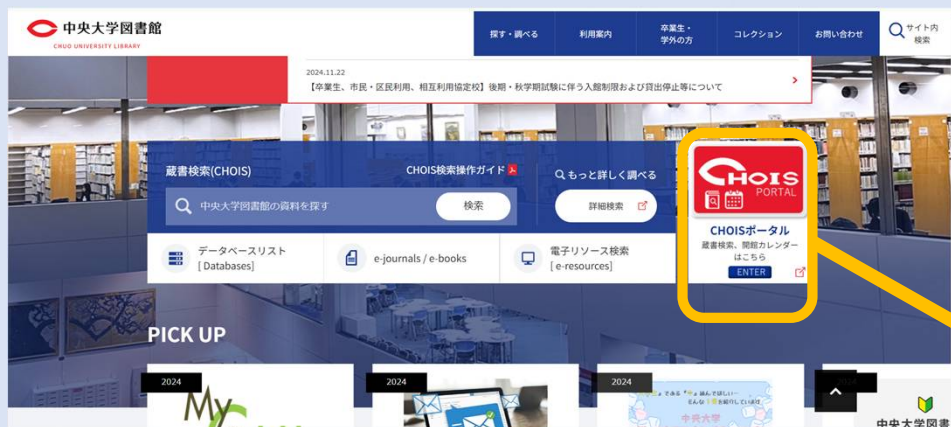 中央大学図書館
CHUO UNIVERSITY LIBRARY
探す・調べる
利用案内
卒業生・
学外の方
コレクション
お問い合わせ
サイト内
検索
2024.11.22
【卒業生、市民・区民利用、相互利用協定校】後期・秋学期試験に伴う入館制限および貸出停止等について
蔵書検索(CHOIS)
CHOIS検索操作ガイド
もっと詳しく調べる
中央大学図書館の資料を探す
検索
詳細検索
CHOIS
PORTAL
CHOISポータル
蔵書検索、開館カレンダー
はこちら
ENTER
データベースリスト
[ Databases]
e-journals / e-books
電子リソース検索
[ e-resources]
PICK UP
2024
2024
2024
My
中央大学
中央大学図書